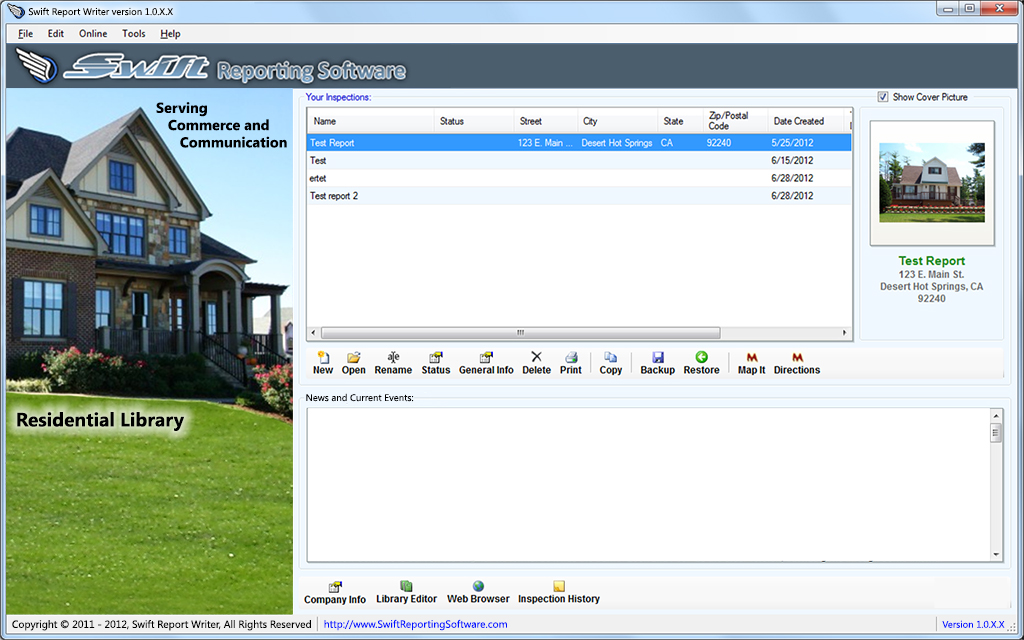 Swift Report Writer version 1.0.X.X
File Edit Online Tools Help
Swift Reporting Software
Serving
Commerce and
Communication
Residential Library
Your Inspections:
Show Cover Picture
Name Status Street City State Zip/Postal Code Date Created
Test Report 123 E. Main ... Desert Hot Springs CA 92240 5/25/2012
Test 6/15/2012
ertet 6/28/2012
Test report 2 6/28/2012
Test Report
123 E. Main St.
Desert Hot Springs, CA
92240
New Open Rename Status General Info Delete Print Copy Backup Restore Map It Directions
News and Current Events:
Company Info Library Editor Web Browser Inspection History
Copyright © 2011 - 2012, Swift Report Writer, All Rights Reserved http://www.SwiftReportingSoftware.com Version 1.0.X.X